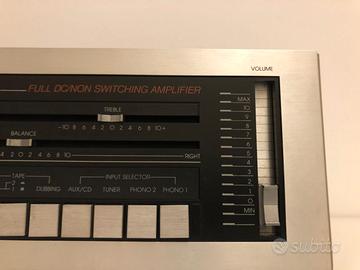 VOLUME
FULL DC/NON SWITCHING AMPLIFIER
TREBLE
-10 8 6 4 2 0 2 4 6 8 10+
BALANCE
4 2 0 2 4 6 8 10
RIGHT
MAX
10
9
8
7
6
5
4
3
2
1
0
MIN
TAPE
INPUT SELECTOR
DUBBING
AUX/CD
TUNER
PHONO 2
PHONO 1
subito